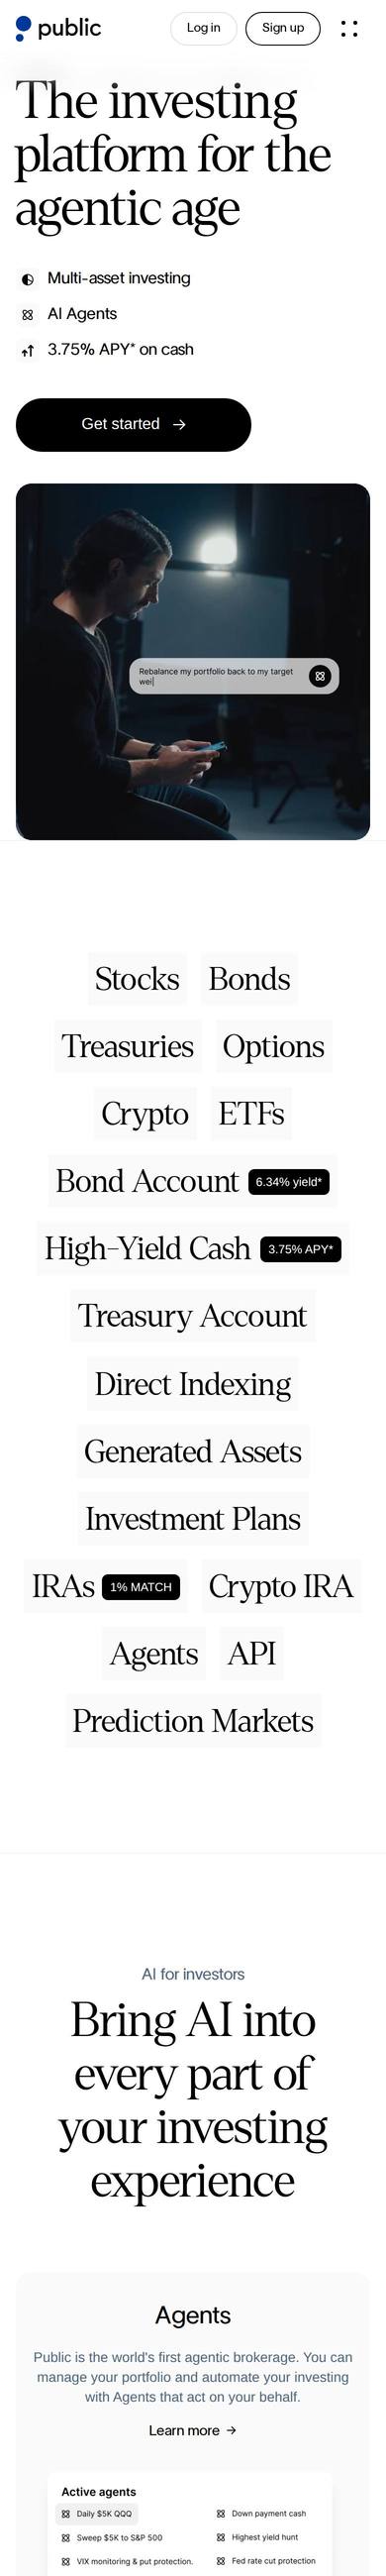 public
Log in
Sign up
The investing
platform for the
agentic age
Multi-asset investing
AI Agents
3.75% APY* on cash
Get started →
Rebalance my portfolio back to my target
wei
Stocks Bonds
Treasuries Options
Crypto ETFs
Bond Account 6.34% yield*
High-Yield Cash 3.75% APY*
Treasury Account
Direct Indexing
Generated Assets
Investment Plans
IRAs 1% MATCH Crypto IRA
Agents API
Prediction Markets
AI for investors
Bring AI into
every part of
your investing
experience
Agents
Public is the world's first agentic brokerage. You can
manage your portfolio and automate your investing
with Agents that act on your behalf.
Learn more →
Active agents
Daily $5K QQQ
Down payment cash
Sweep $5K to S&P 500
Highest yield hunt
VIX monitoring & put protection.
Fed rate cut protection